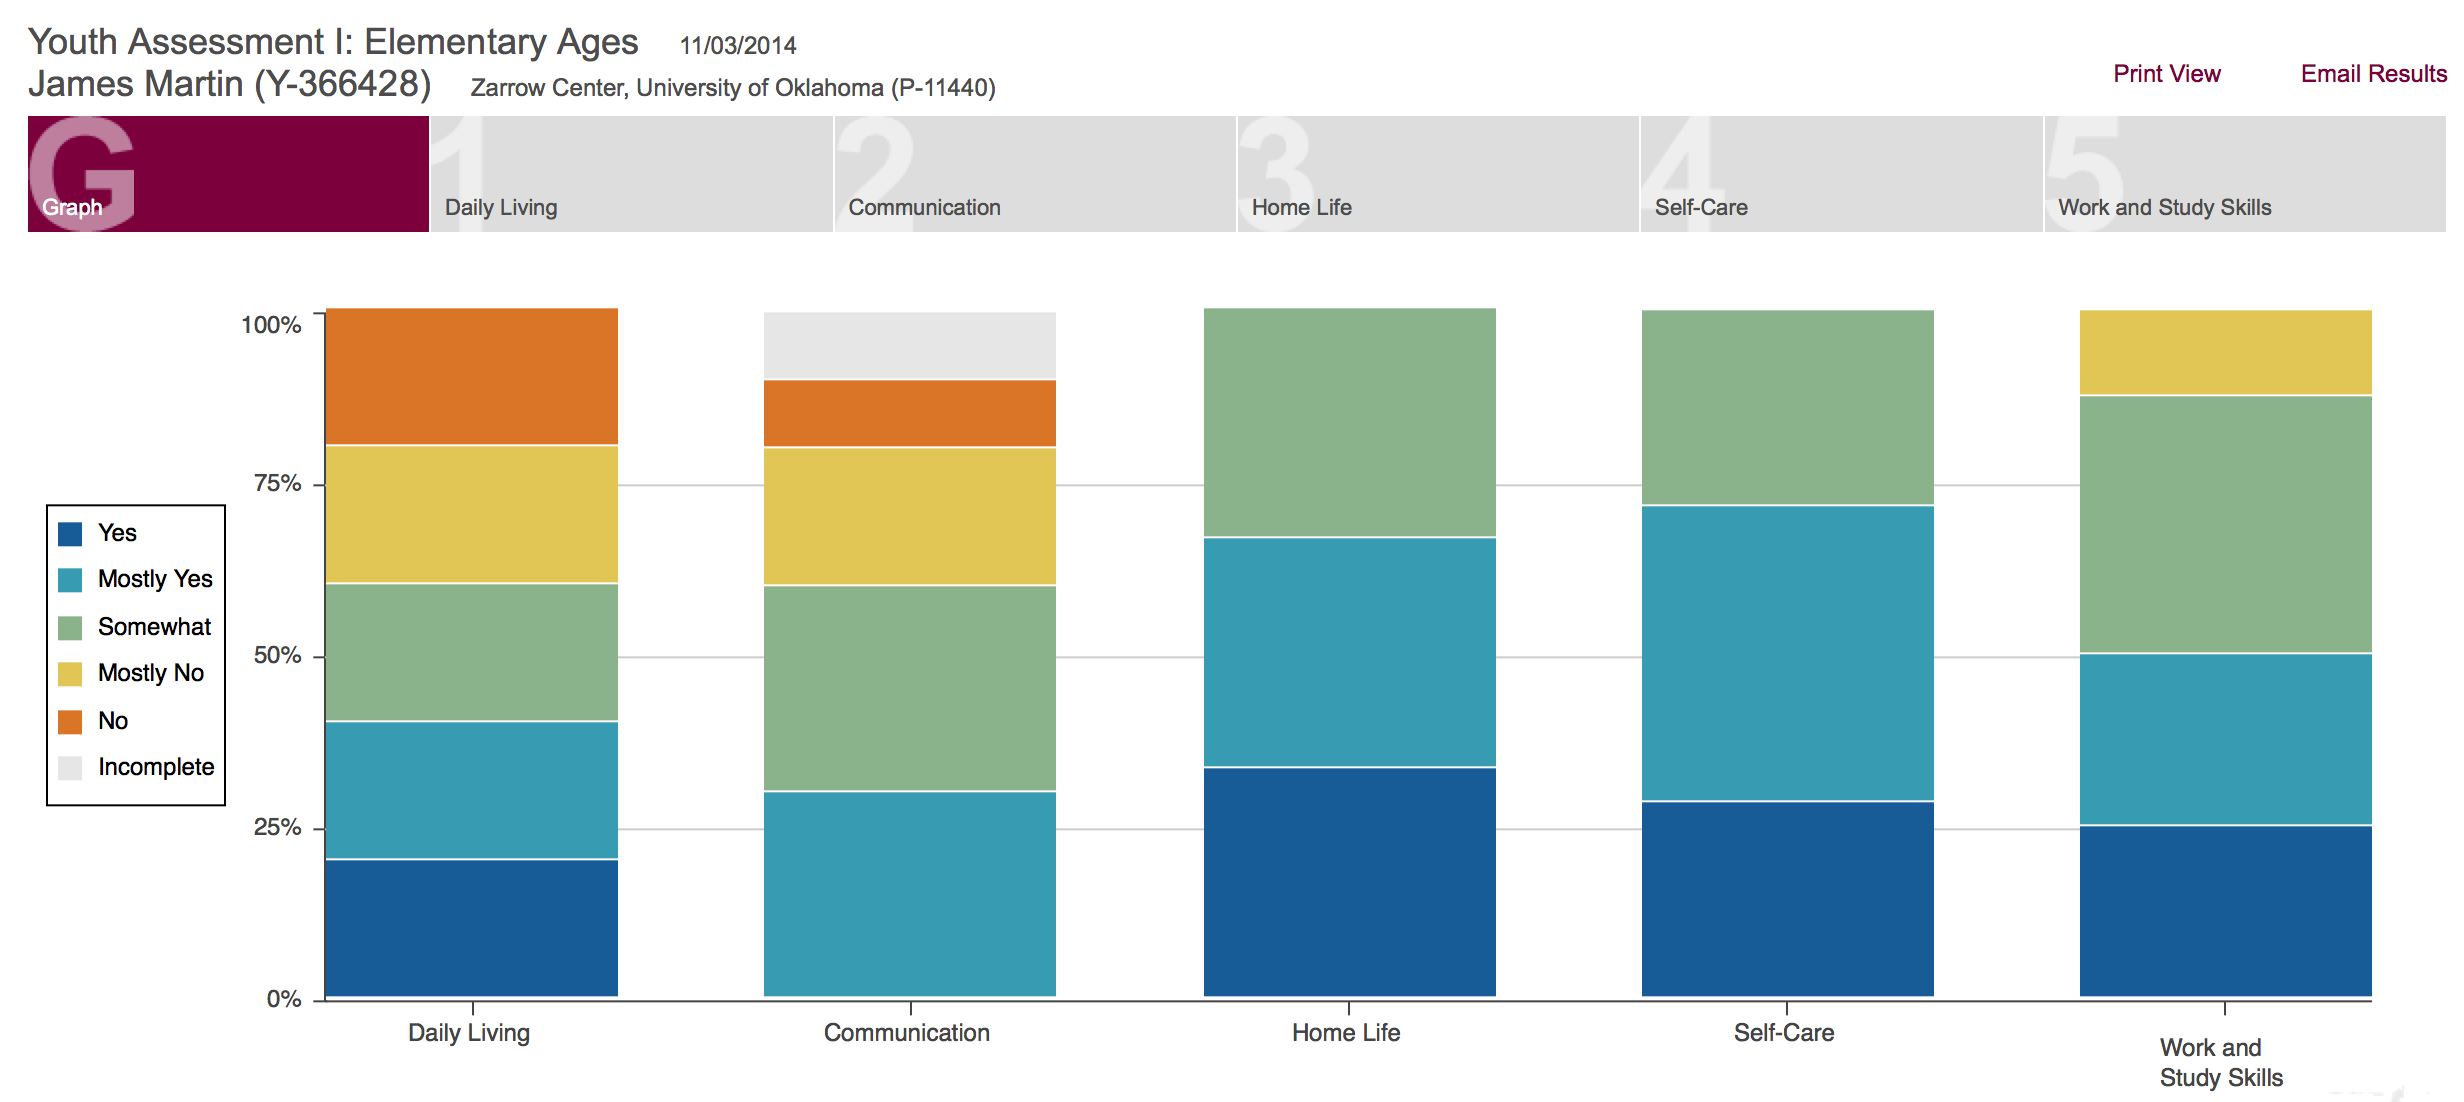 Youth Assessment I: Elementary Ages 11/03/2014
James Martin (Y-366428) Zarrow Center, University of Oklahoma (P-11440)
Print View Email Results
G 1 2 3 4 5
Graph Daily Living Communication Home Life Self-Care Work and Study Skills
100%
75%
50%
25%
0%
Yes
Mostly Yes
Somewhat
Mostly No
No
Incomplete
Daily Living Communication Home Life Self-Care Work and
Study Skills